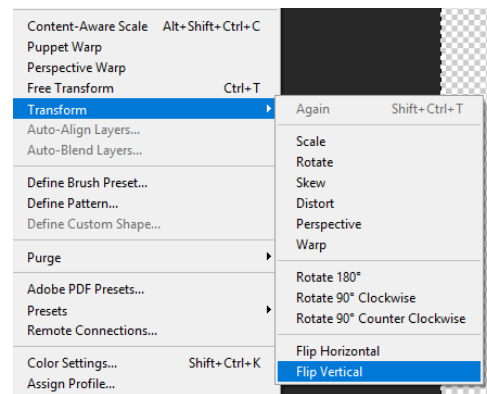 Content-Aware Scale Alt+Shift+Ctrl+C
Puppet Warp
Perspective Warp
Free Transform Ctrl+T
Transform
Auto-Align Layers...
Auto-Blend Layers...
Define Brush Preset...
Define Pattern...
Define Custom Shape...
Purge
Adobe PDF Presets...
Presets
Remote Connections...
Color Settings... Shift+Ctrl+K
Assign Profile...
Again Shift+Ctrl+T
Scale
Rotate
Skew
Distort
Perspective
Warp
Rotate 180°
Rotate 90° Clockwise
Rotate 90° Counter Clockwise
Flip Horizontal
Flip Vertical